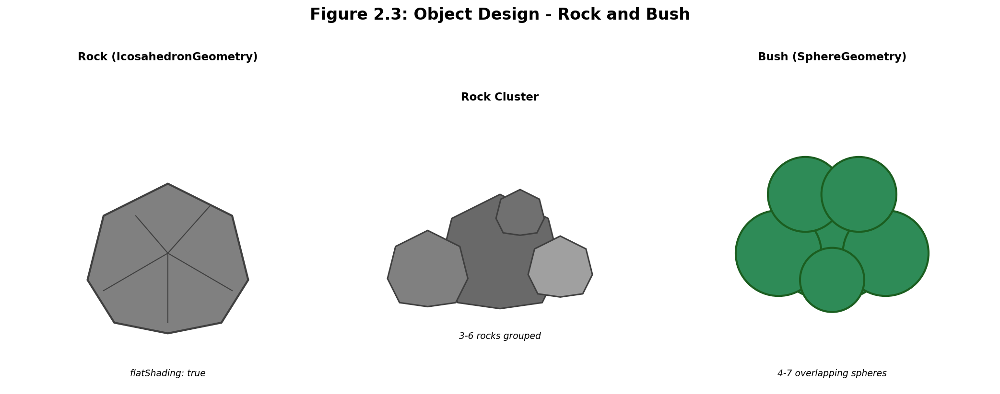 Figure 2.3: Object Design - Rock and Bush
Rock (IcosahedronGeometry)
flatShading: true
Rock Cluster
3-6 rocks grouped
Bush (SphereGeometry)
4-7 overlapping spheres